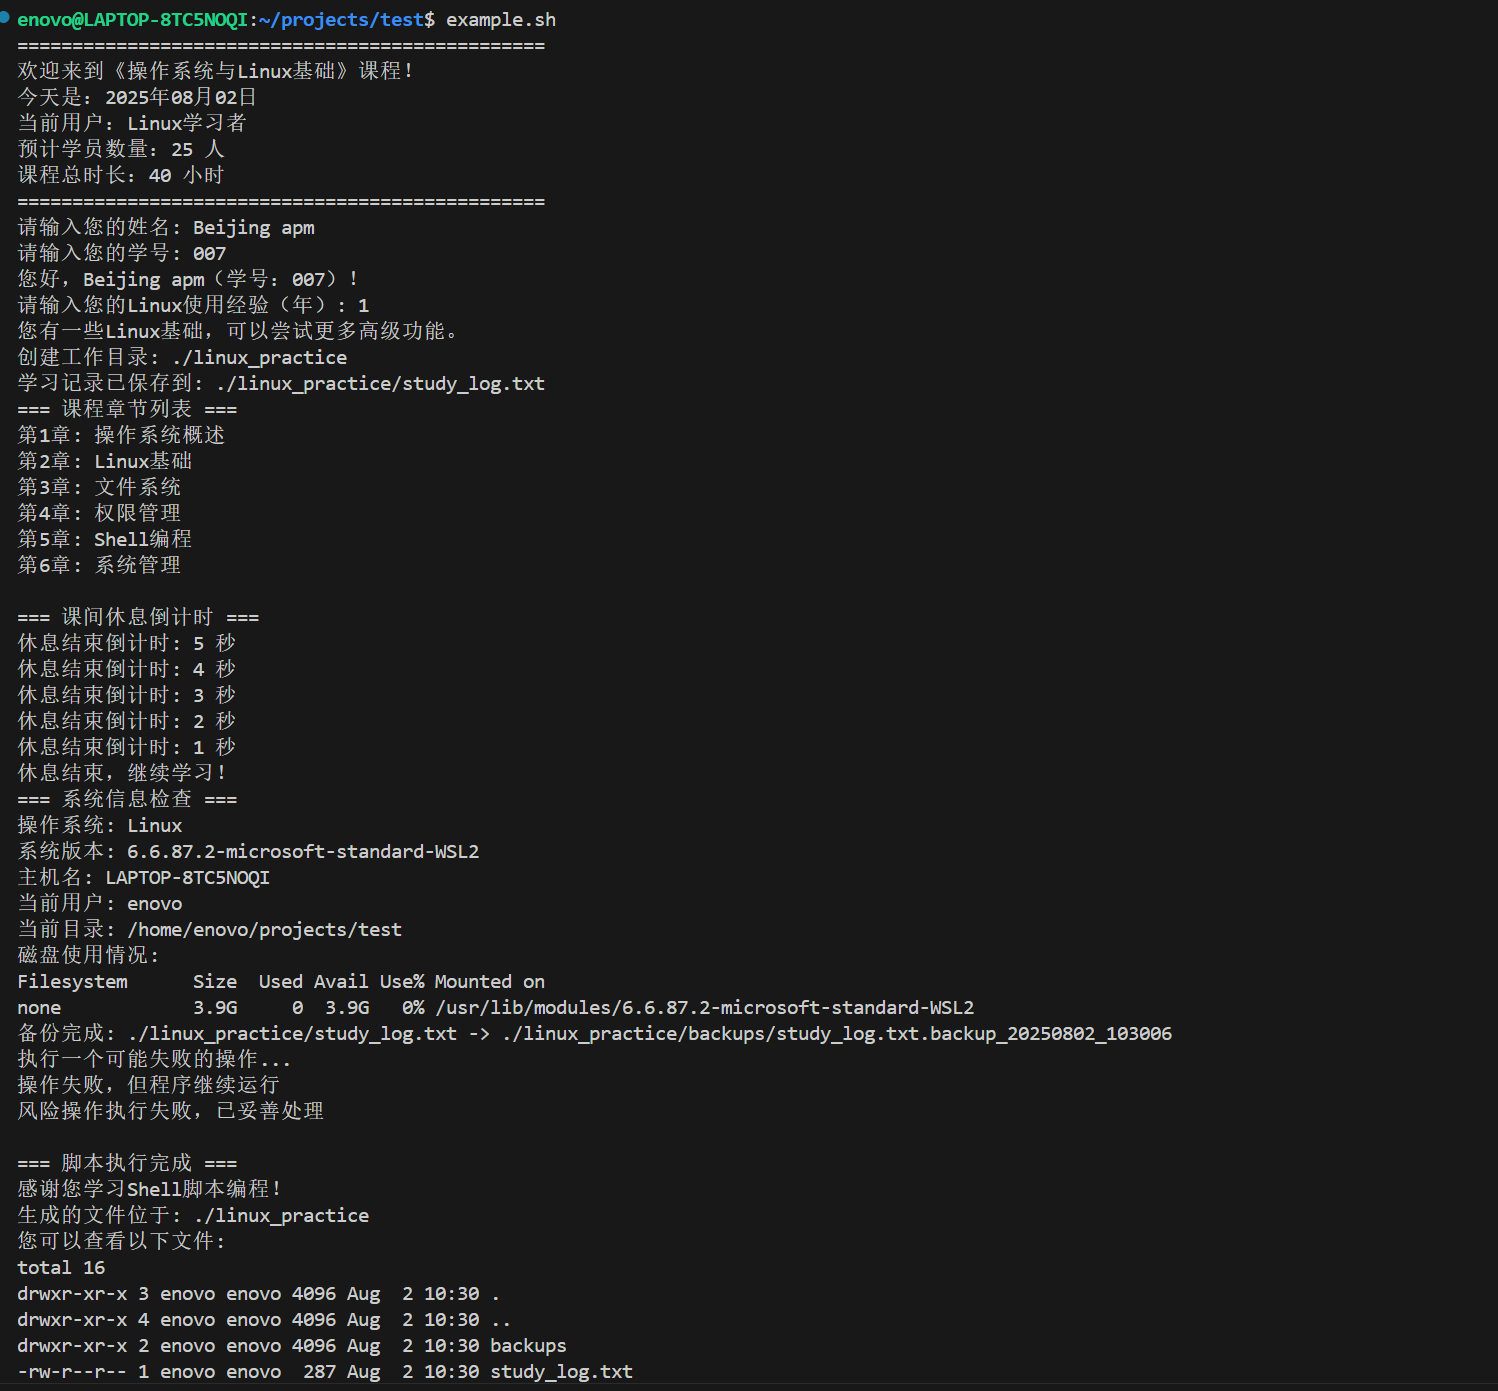 enovo@LAPTOP-8TC5NOQI:~/projects/test$ example.sh
================================================
欢迎来到《操作系统与Linux基础》课程！
今天是：2025年08月02日
当前用户：Linux学习者
预计学员数量：25 人
课程总时长：40 小时
================================================
请输入您的姓名：Beijing apm
请输入您的学号：007
您好，Beijing apm（学号：007）！
请输入您的Linux使用经验（年）：1
您有一些Linux基础，可以尝试更多高级功能。
创建工作目录：./linux_practice
学习记录已保存到：./linux_practice/study_log.txt
=== 课程章节列表 ===
第1章：操作系统概述
第2章：Linux基础
第3章：文件系统
第4章：权限管理
第5章：Shell编程
第6章：系统管理

=== 课间休息倒计时 ===
休息结束倒计时：5 秒
休息结束倒计时：4 秒
休息结束倒计时：3 秒
休息结束倒计时：2 秒
休息结束倒计时：1 秒
休息结束，继续学习！
=== 系统信息检查 ===
操作系统：Linux
系统版本：6.6.87.2-microsoft-standard-WSL2
主机名：LAPTOP-8TC5NOQI
当前用户：enovo
当前目录：/home/enovo/projects/test
磁盘使用情况：
Filesystem      Size  Used Avail Use% Mounted on
none            3.9G     0  3.9G   0% /usr/lib/modules/6.6.87.2-microsoft-standard-WSL2
备份完成：./linux_practice/study_log.txt -> ./linux_practice/backups/study_log.txt.backup_20250802_103006
执行一个可能失败的操作...
操作失败，但程序继续运行
风险操作执行失败，已妥善处理

=== 脚本执行完成 ===
感谢您学习Shell脚本编程！
生成的文件位于：./linux_practice
您可以查看以下文件：
total 16
drwxr-xr-x 3 enovo enovo 4096 Aug  2 10:30 .
drwxr-xr-x 4 enovo enovo 4096 Aug  2 10:30 ..
drwxr-xr-x 2 enovo enovo 4096 Aug  2 10:30 backups
-rw-r--r-- 1 enovo enovo  287 Aug  2 10:30 study_log.txt